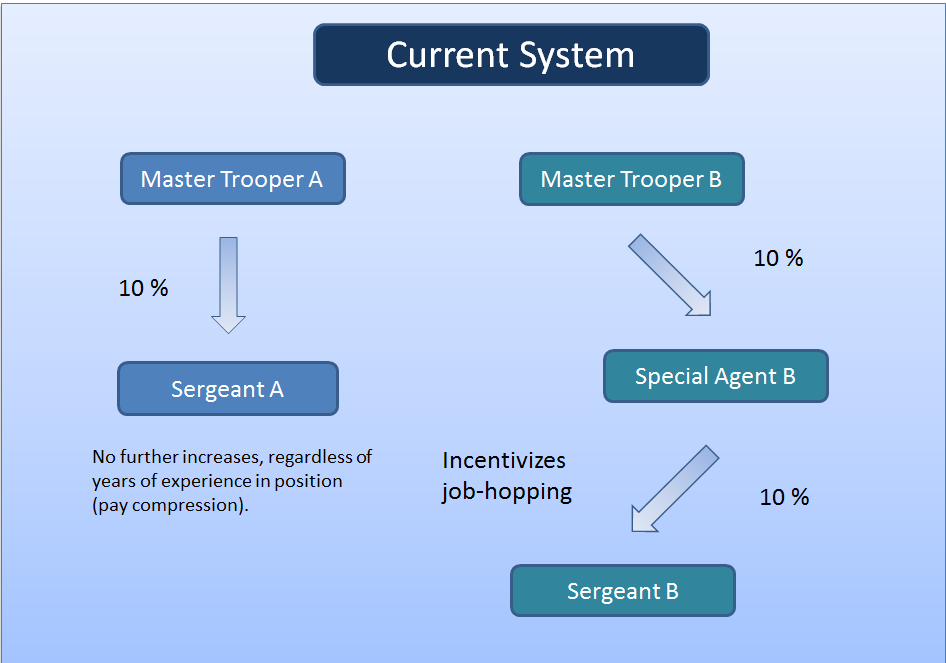 Current System
Master Trooper A
10 %
Sergeant A
No further increases, regardless of
years of experience in position
(pay compression).
Master Trooper B
10 %
Special Agent B
Incentivizes
job-hopping
10 %
Sergeant B